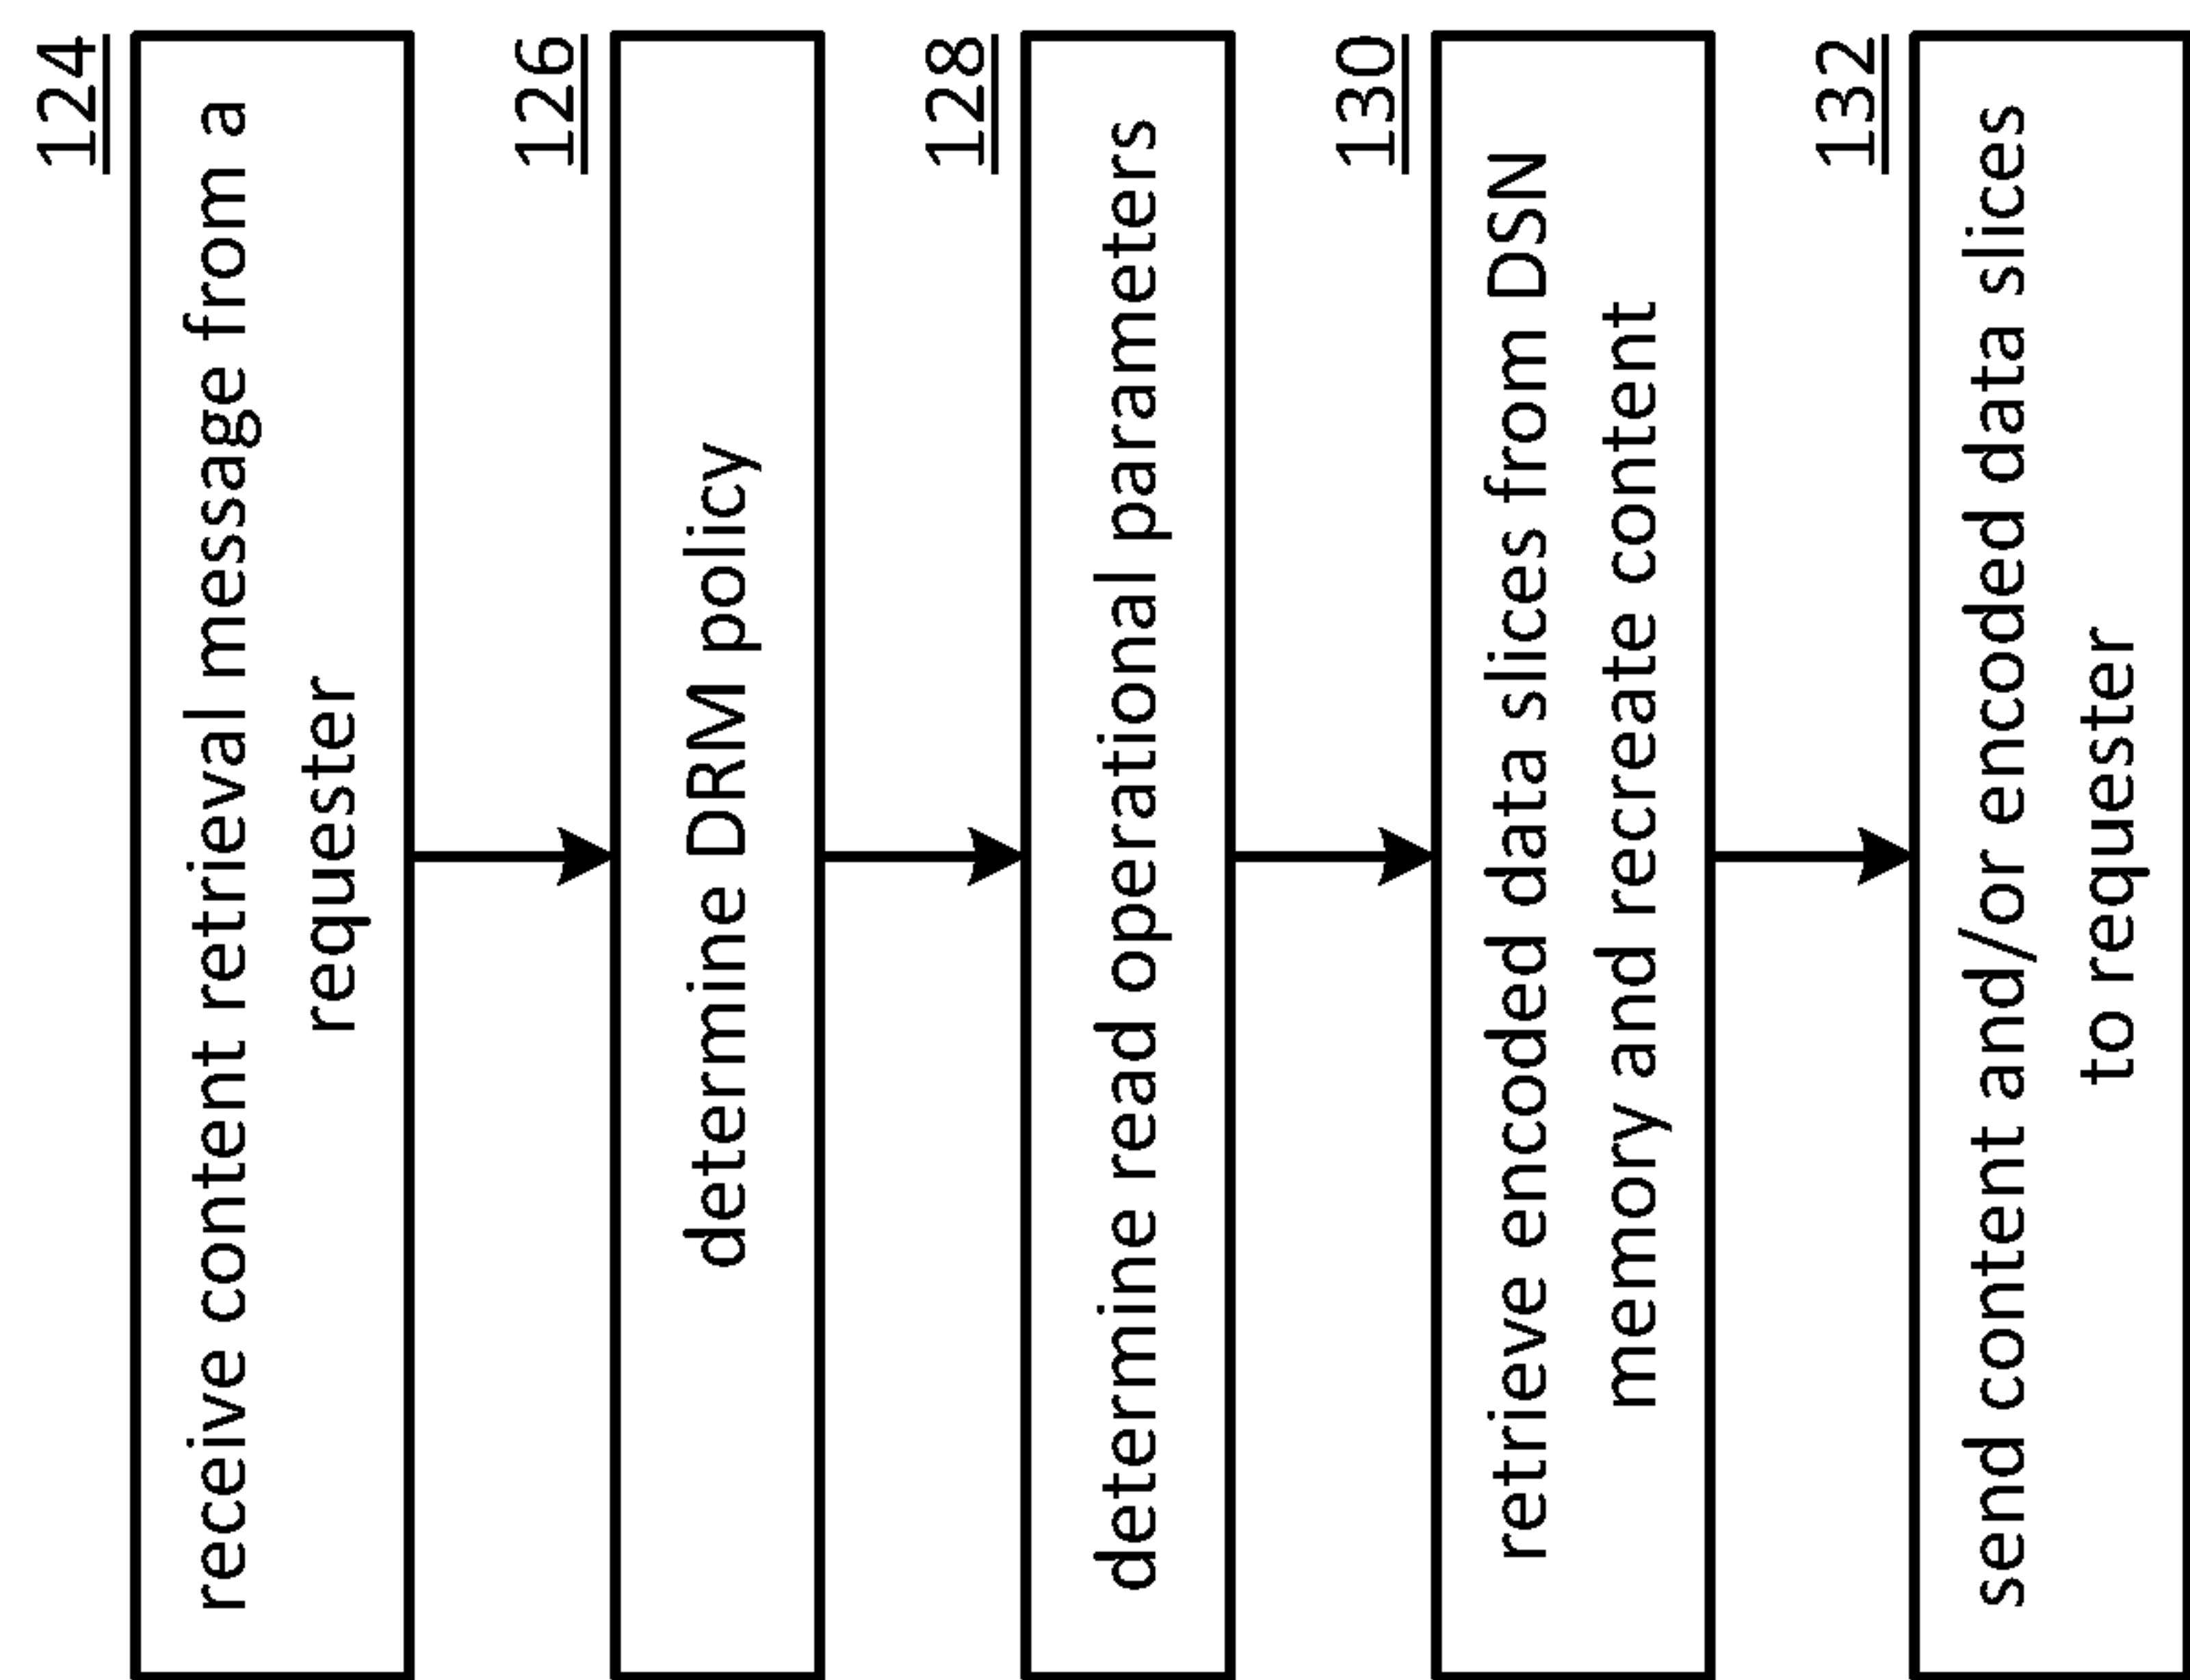 124
receive content retrieval message from a
requester
126
determine DRM policy
128
determine read operational parameters
130
retrieve encoded data slices from DSN
memory and recreate content
132
send content and/or encoded data slices
to requester